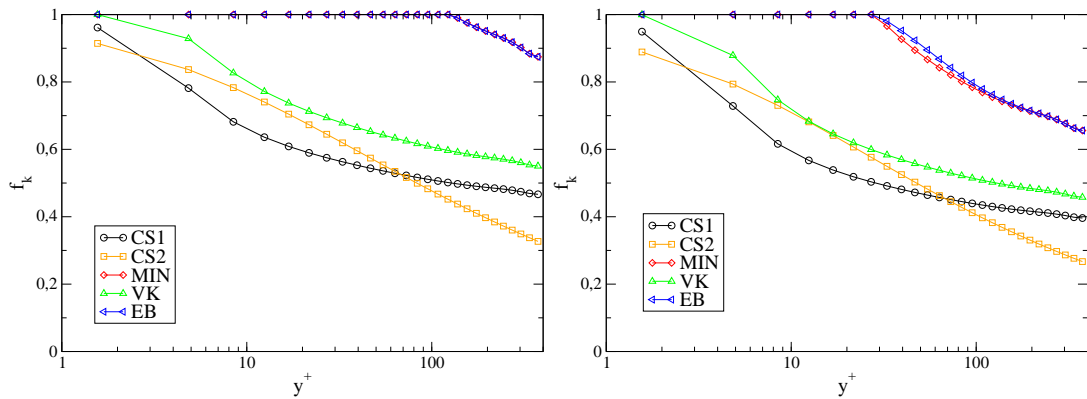 1
0,8
0,6
0,4
0,2
0
f_k
1 10 100
y^+
CS1
CS2
MIN
VK
EB
1
0,8
0,6
0,4
0,2
0
f_k
1 10 100
y^+
CS1
CS2
MIN
VK
EB